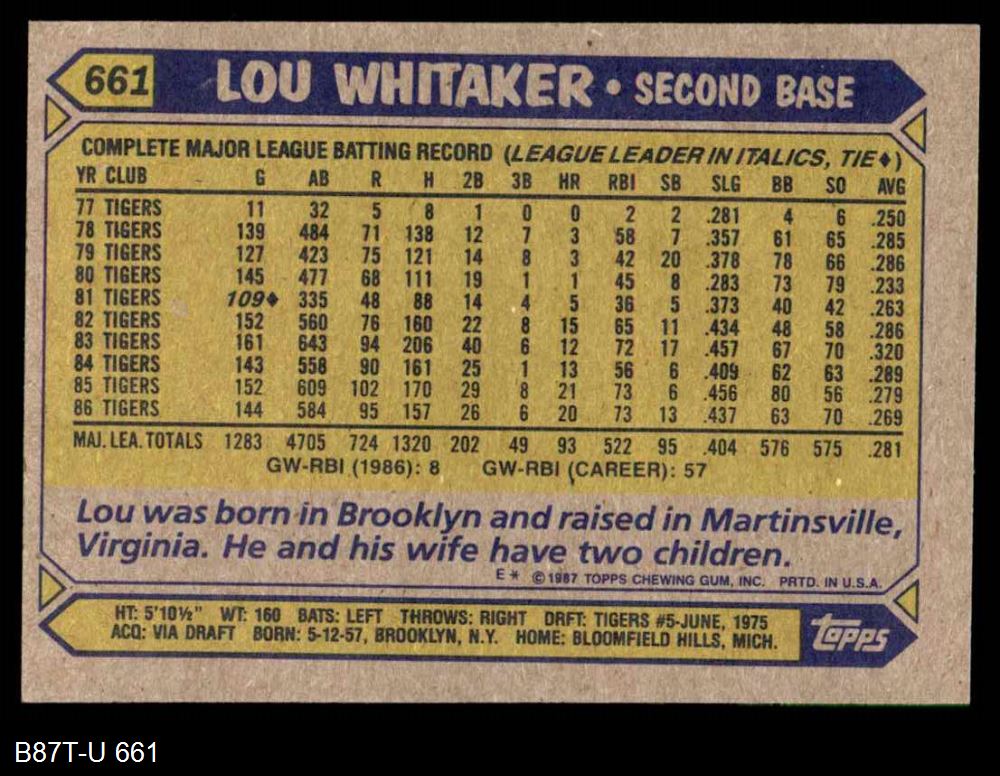 661 LOU WHITAKER • SECOND BASE
COMPLETE MAJOR LEAGUE BATTING RECORD (LEAGUE LEADER IN ITALICS, TIE♦)
YR CLUB G AB R H 2B 3B HR RBI SB SLG BB SO AVG
77 TIGERS 11 32 5 8 1 0 0 2 2 .281 4 6 .250
78 TIGERS 139 484 71 138 12 7 3 58 7 .357 61 65 .285
79 TIGERS 127 423 75 121 14 8 3 42 20 .378 78 66 .286
80 TIGERS 145 477 68 111 19 1 1 45 8 .283 73 79 .233
81 TIGERS 109♦ 335 48 88 14 4 5 36 5 .373 40 42 .263
82 TIGERS 152 560 76 160 22 8 15 65 11 .434 48 58 .286
83 TIGERS 161 643 94 206 40 6 12 72 17 .457 67 70 .320
84 TIGERS 143 558 90 161 25 1 13 56 6 .409 62 63 .289
85 TIGERS 152 609 102 170 29 8 21 73 6 .456 80 56 .279
86 TIGERS 144 584 95 157 26 6 20 73 13 .437 63 70 .269
MAJ. LEA. TOTALS 1283 4705 724 1320 202 49 93 522 95 .404 576 575 .281
GW-RBI (1986): 8 GW-RBI (CAREER): 57
Lou was born in Brooklyn and raised in Martinsville,
Virginia. He and his wife have two children.
E* ©1987 TOPPS CHEWING GUM, INC. PRTD. IN U.S.A.
HT: 5'10½" WT: 160 BATS: LEFT THROWS: RIGHT DRFT: TIGERS #5-JUNE, 1975
ACQ: VIA DRAFT BORN: 5-12-57, BROOKLYN, N.Y. HOME: BLOOMFIELD HILLS, MICH.
topps
B87T-U 661